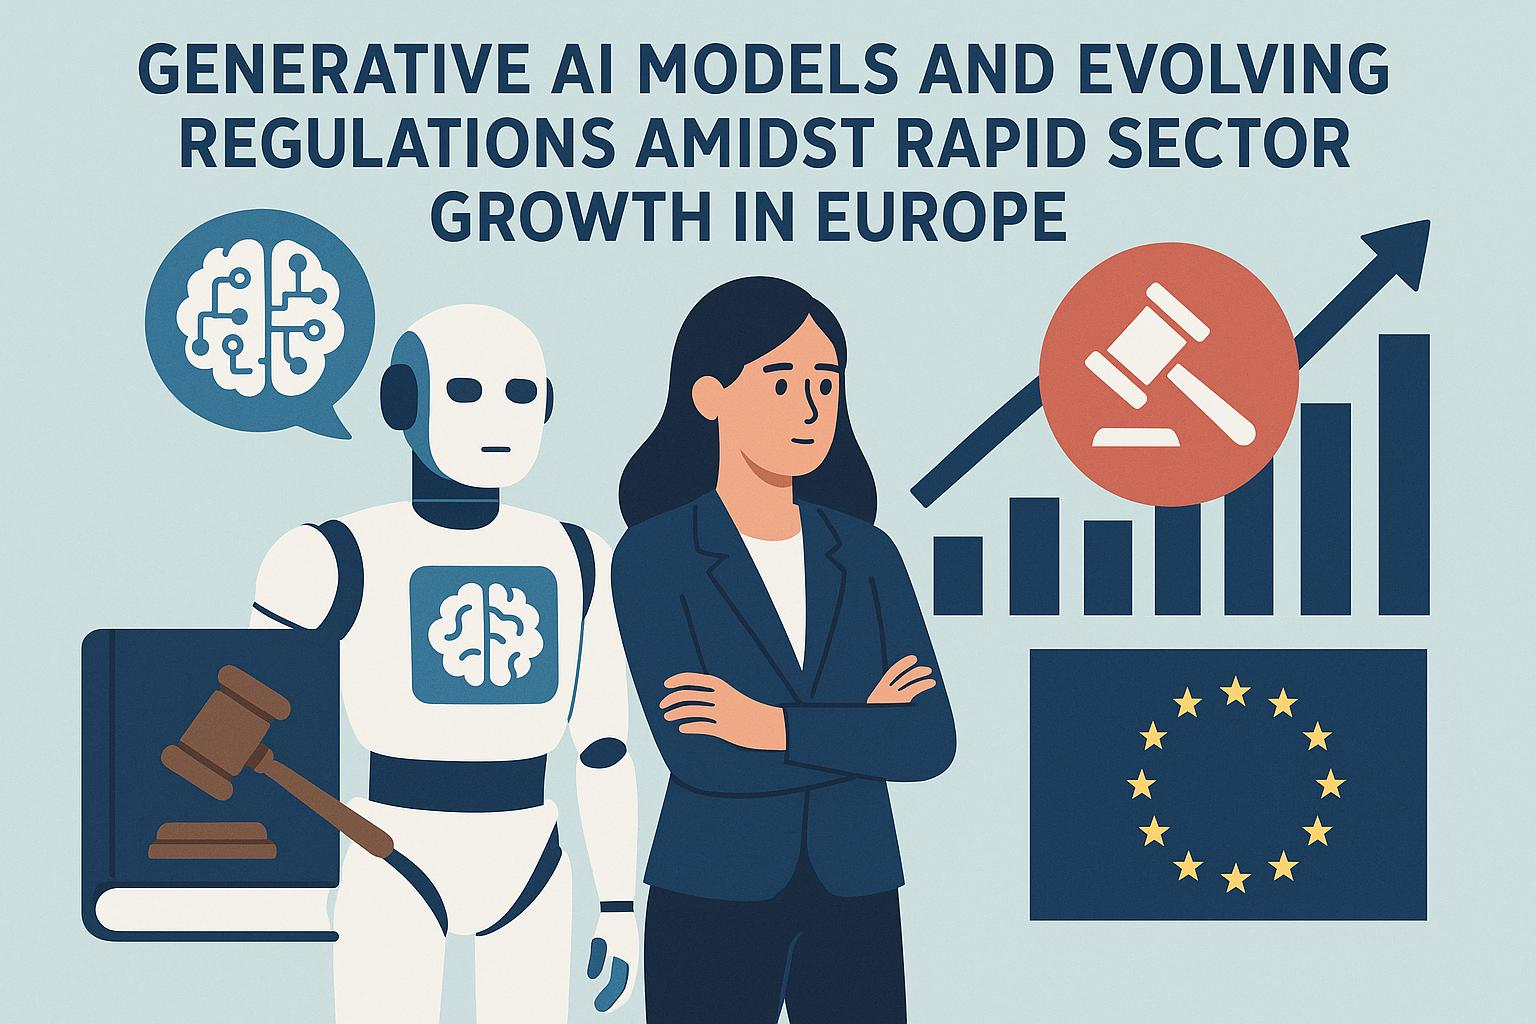 GENERATIVE AI MODELS AND EVOLVING
REGULATIONS AMIDST RAPID SECTOR
GROWTH IN EUROPE